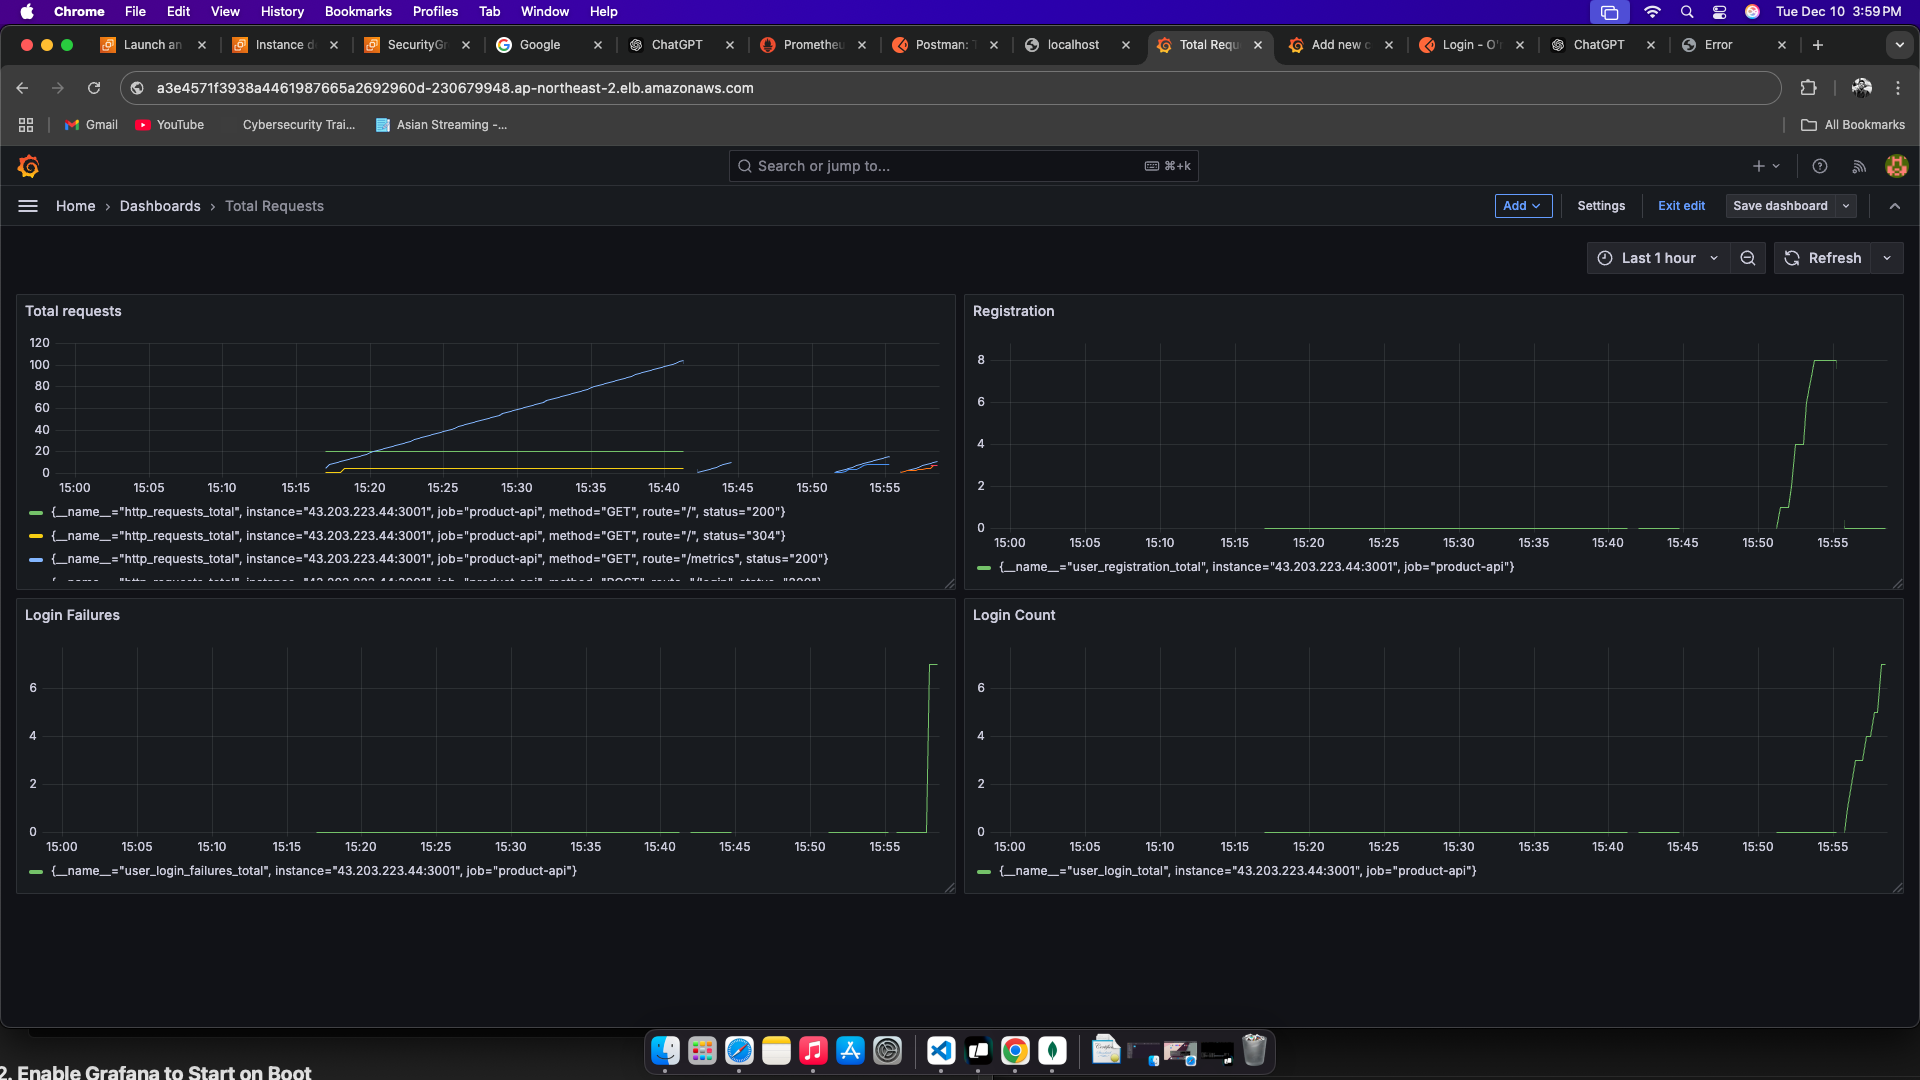 Chrome File Edit View History Bookmarks Profiles Tab Window Help Tue Dec 10 3:59 PM
Launch an Instance d SecurityGr Google ChatGPT Prometheu Postman: Localhost Total Requ Add new c Login - O' ChatGPT Error
a3e4571f3938a4461987665a2692960d-230679948.ap-northeast-2.elb.amazonaws.com
Gmail YouTube Cybersecurity Trai... Asian Streaming -... All Bookmarks
Search or jump to... ⌘+k
Home › Dashboards › Total Requests Add Settings Exit edit Save dashboard
Last 1 hour Refresh
Total requests
120
100
80
60
40
20
0
15:00 15:05 15:10 15:15 15:20 15:25 15:30 15:35 15:40 15:45 15:50 15:55
{__name__="http_requests_total", instance="43.203.223.44:3001", job="product-api", method="GET", route="/", status="200"}
{__name__="http_requests_total", instance="43.203.223.44:3001", job="product-api", method="GET", route="/", status="304"}
{__name__="http_requests_total", instance="43.203.223.44:3001", job="product-api", method="GET", route="/metrics", status="200"}
Registration
8
6
4
2
0
15:00 15:05 15:10 15:15 15:20 15:25 15:30 15:35 15:40 15:45 15:50 15:55
{__name__="user_registration_total", instance="43.203.223.44:3001", job="product-api"}
Login Failures
6
4
2
0
15:00 15:05 15:10 15:15 15:20 15:25 15:30 15:35 15:40 15:45 15:50 15:55
{__name__="user_login_failures_total", instance="43.203.223.44:3001", job="product-api"}
Login Count
6
4
2
0
15:00 15:05 15:10 15:15 15:20 15:25 15:30 15:35 15:40 15:45 15:50 15:55
{__name__="user_login_total", instance="43.203.223.44:3001", job="product-api"}
2. Enable Grafana to Start on Boot